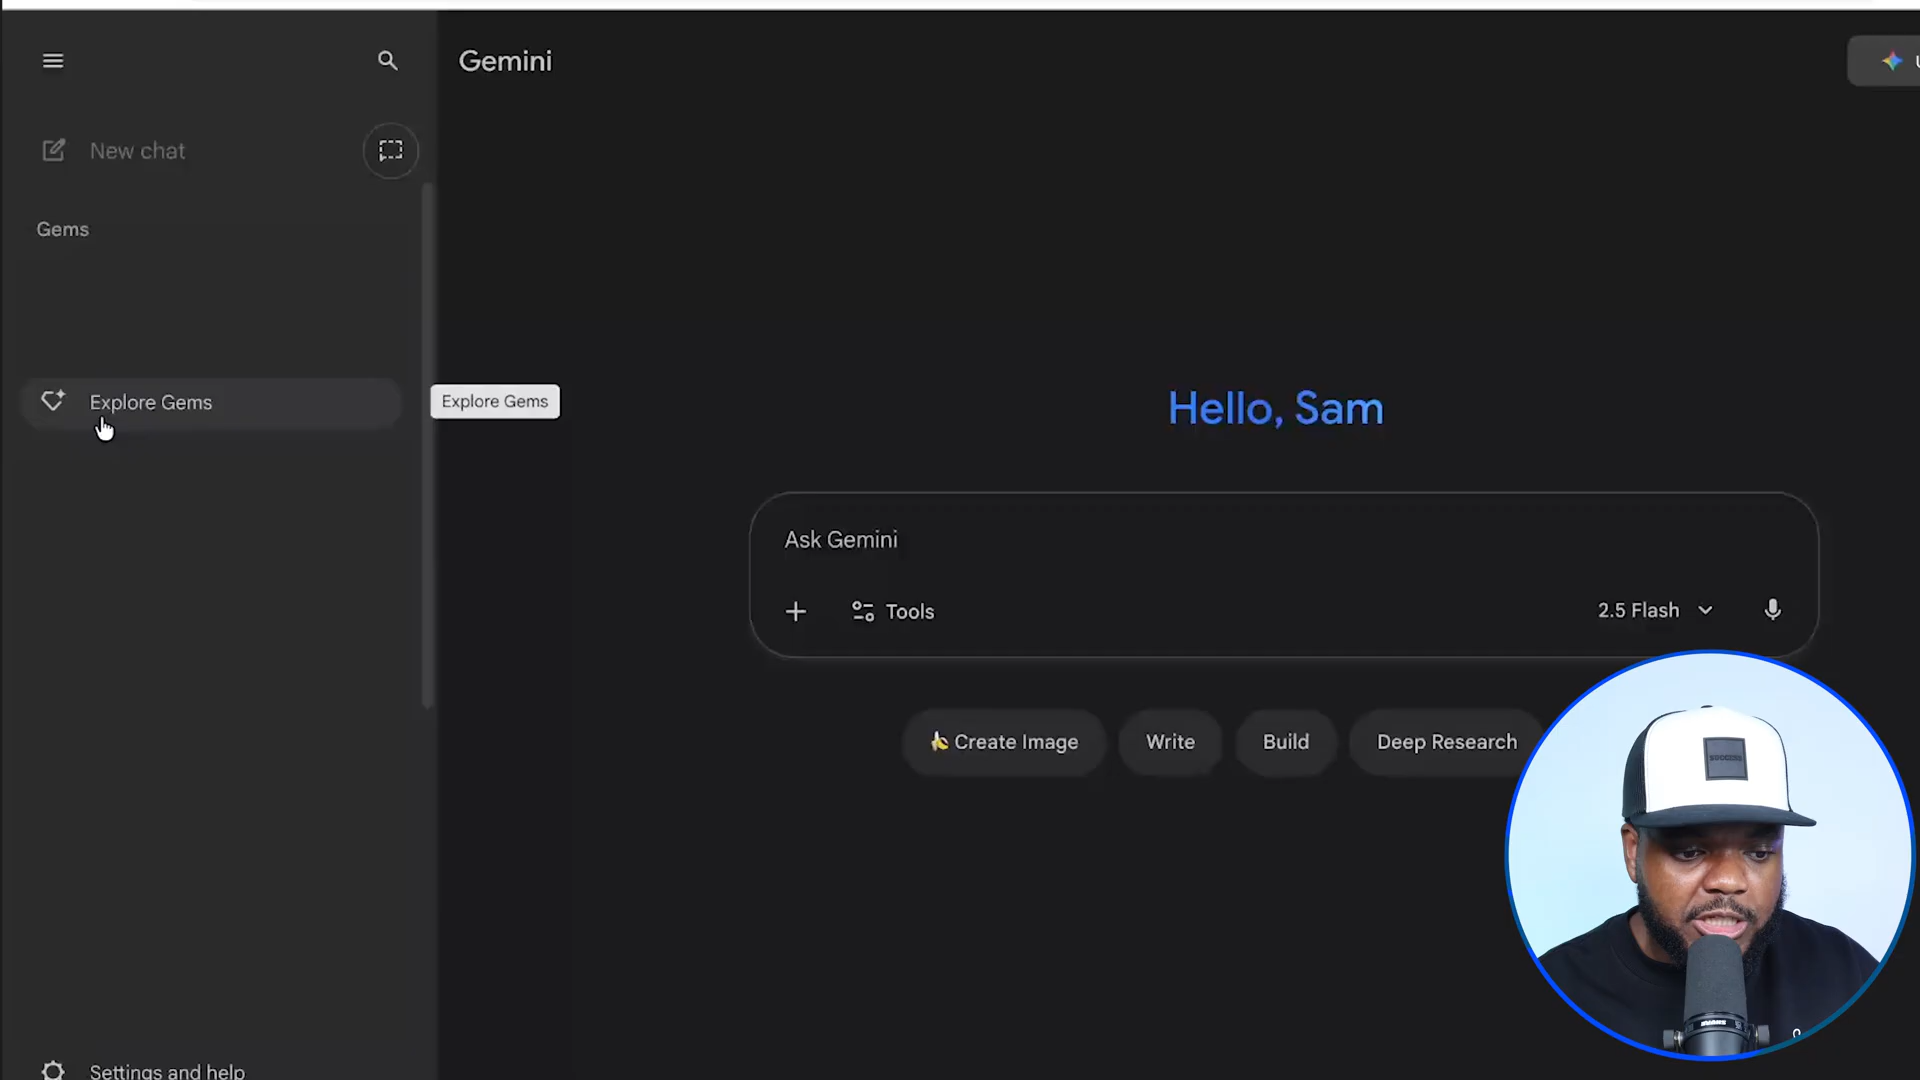 Gemini
New chat
Gems
Explore Gems
Explore Gems
Hello, Sam
Ask Gemini
Tools
2.5 Flash
Create Image
Write
Build
Deep Research
SUCCESS
Settings and help